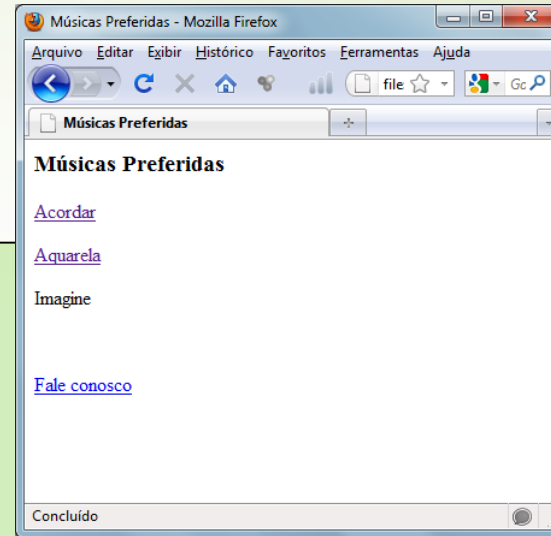 Músicas Preferidas - Mozilla Firefox
Arquivo Editar Exibir Histórico Favoritos Ferramentas Ajuda
file Gc
Músicas Preferidas
Músicas Preferidas
Acordar
Aquarela
Imagine
Fale conosco
Concluído